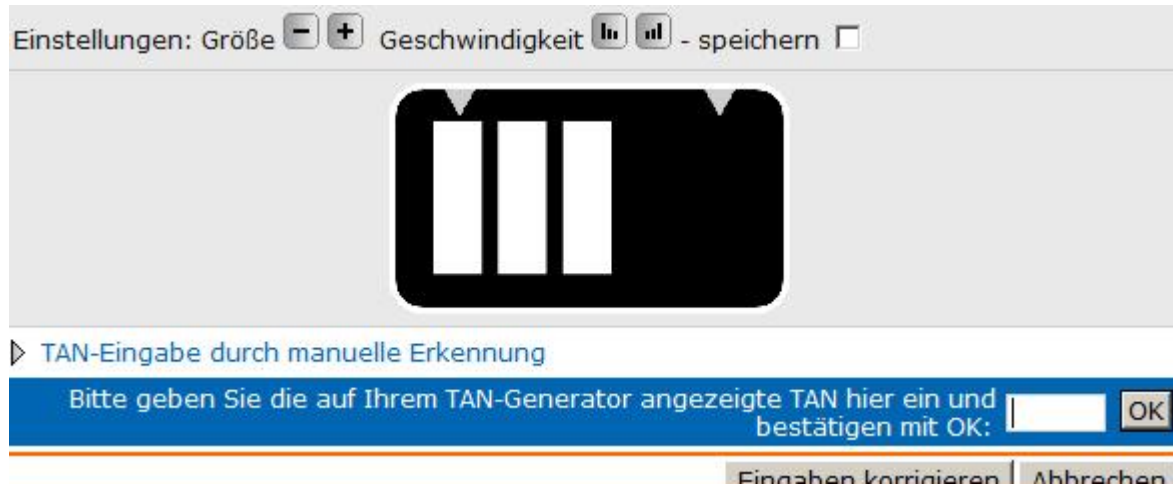 Einstellungen: Größe - + Geschwindigkeit - speichern
TAN-Eingabe durch manuelle Erkennung
Bitte geben Sie die auf Ihrem TAN-Generator angezeigte TAN hier ein und
bestätigen mit OK: OK
Eingaben korrigieren Abbrechen